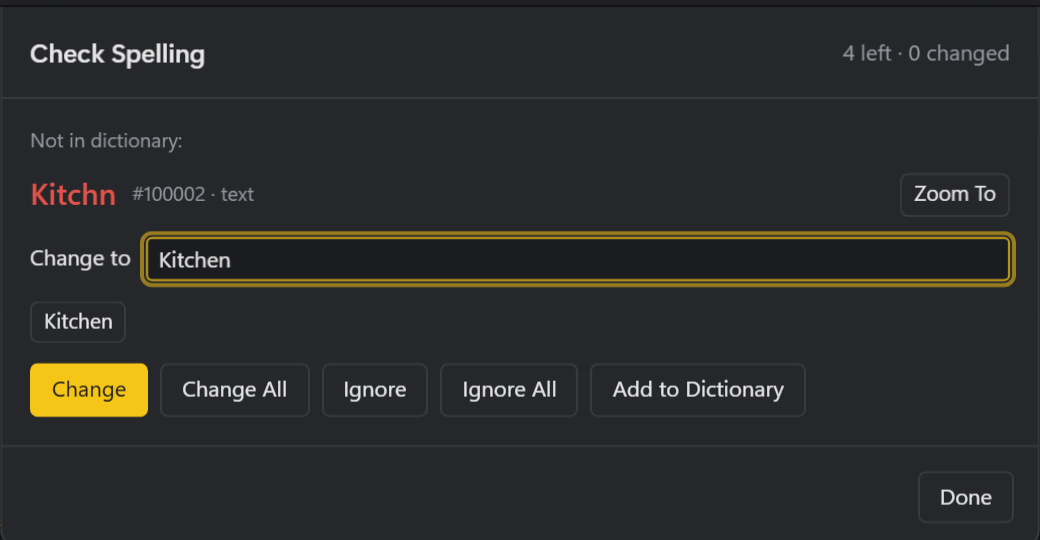 Check Spelling 4 left · 0 changed
Not in dictionary:
Kitchn #100002 · text Zoom To
Change to Kitchen
Kitchen
Change Change All Ignore Ignore All Add to Dictionary
Done